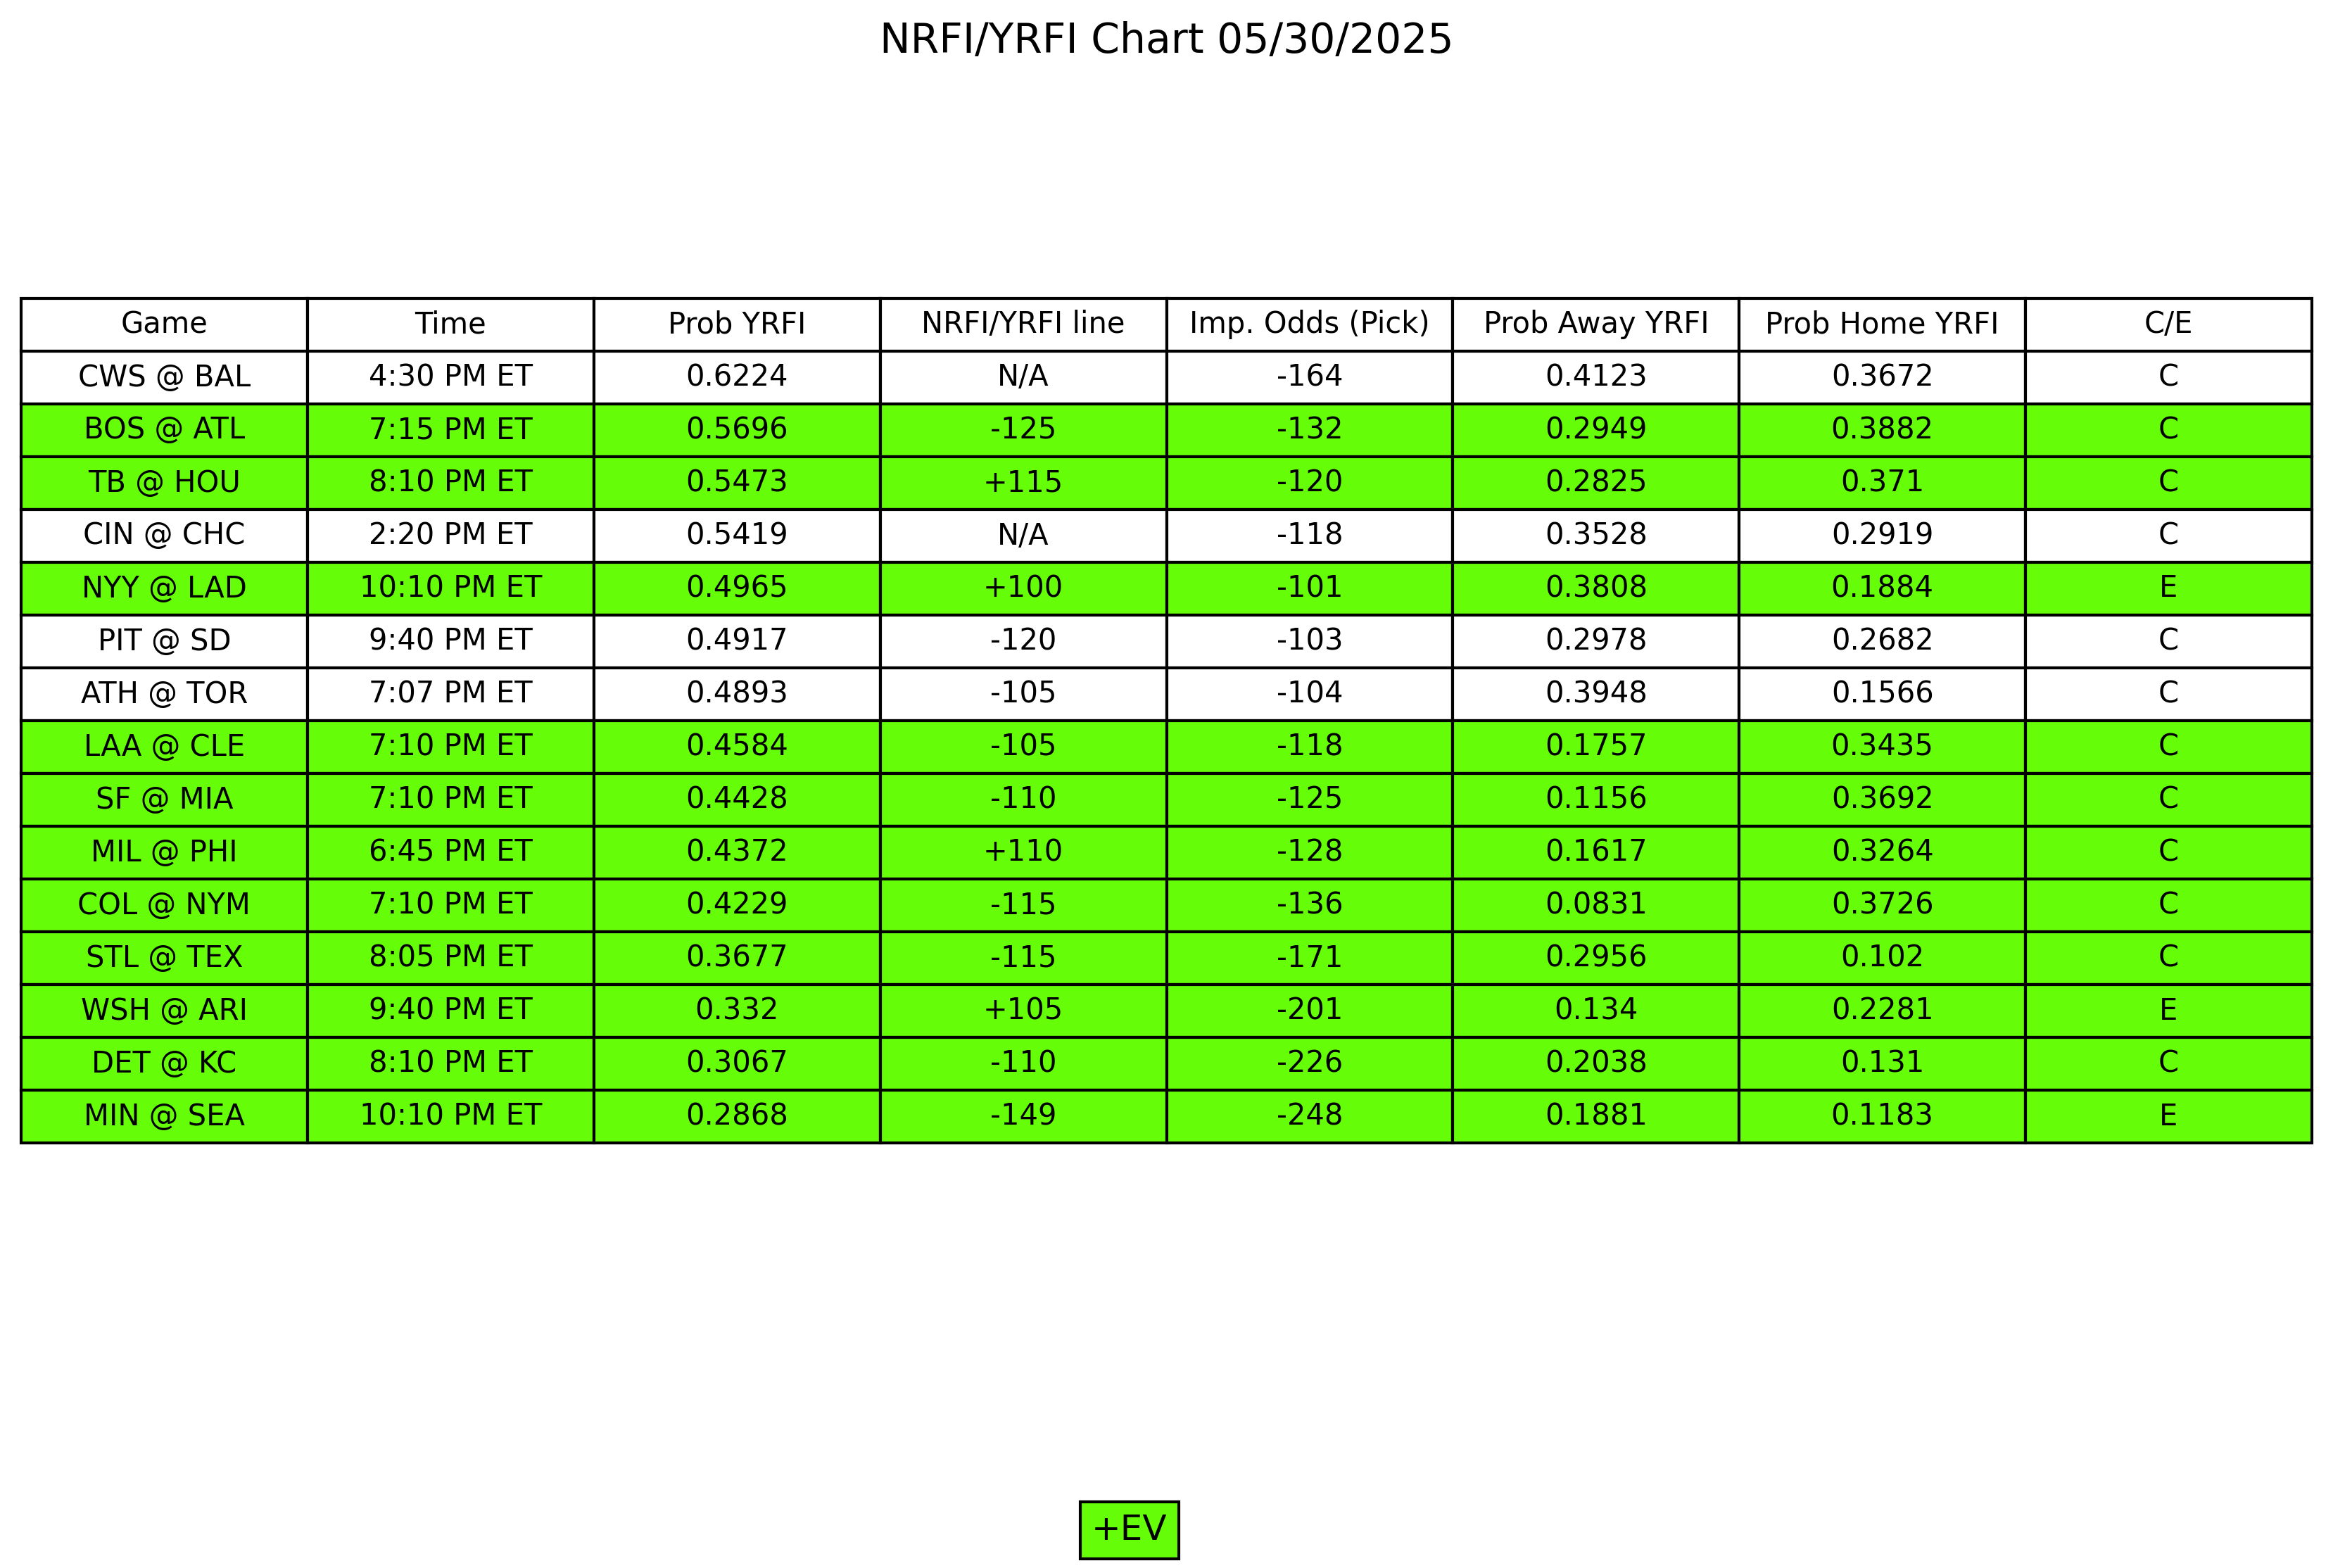 NRFI/YRFI Chart 05/30/2025
Game Time Prob YRFI NRFI/YRFI line Imp. Odds (Pick) Prob Away YRFI Prob Home YRFI C/E
CWS @ BAL 4:30 PM ET 0.6224 N/A -164 0.4123 0.3672 C
BOS @ ATL 7:15 PM ET 0.5696 -125 -132 0.2949 0.3882 C
TB @ HOU 8:10 PM ET 0.5473 +115 -120 0.2825 0.371 C
CIN @ CHC 2:20 PM ET 0.5419 N/A -118 0.3528 0.2919 C
NYY @ LAD 10:10 PM ET 0.4965 +100 -101 0.3808 0.1884 E
PIT @ SD 9:40 PM ET 0.4917 -120 -103 0.2978 0.2682 C
ATH @ TOR 7:07 PM ET 0.4893 -105 -104 0.3948 0.1566 C
LAA @ CLE 7:10 PM ET 0.4584 -105 -118 0.1757 0.3435 C
SF @ MIA 7:10 PM ET 0.4428 -110 -125 0.1156 0.3692 C
MIL @ PHI 6:45 PM ET 0.4372 +110 -128 0.1617 0.3264 C
COL @ NYM 7:10 PM ET 0.4229 -115 -136 0.0831 0.3726 C
STL @ TEX 8:05 PM ET 0.3677 -115 -171 0.2956 0.102 C
WSH @ ARI 9:40 PM ET 0.332 +105 -201 0.134 0.2281 E
DET @ KC 8:10 PM ET 0.3067 -110 -226 0.2038 0.131 C
MIN @ SEA 10:10 PM ET 0.2868 -149 -248 0.1881 0.1183 E
+EV